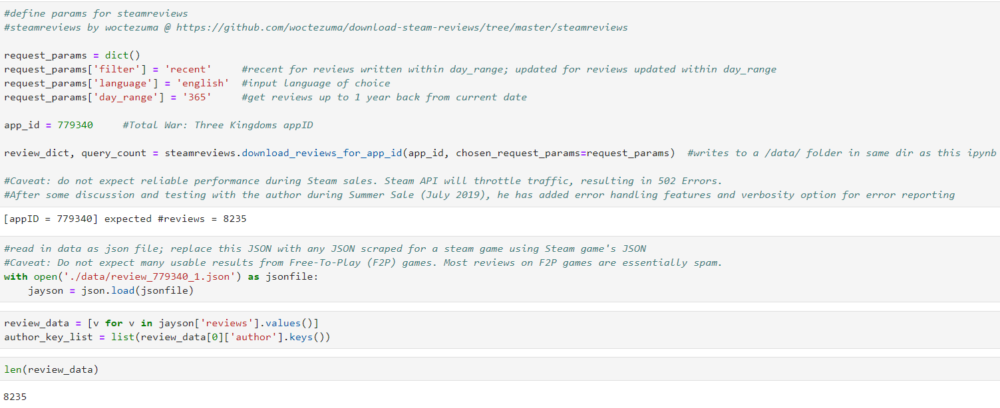 #define params for steamreviews
#steamreviews by woctezuma @ https://github.com/woctezuma/download-steam-reviews/tree/master/steamreviews
request_params = dict()
request_params['filter'] = 'recent'     #recent for reviews written within day_range; updated for reviews updated within day_range
request_params['language'] = 'english'  #input language of choice
request_params['day_range'] = '365'     #get reviews up to 1 year back from current date
app_id = 779340     #Total War: Three Kingdoms appID
review_dict, query_count = steamreviews.download_reviews_for_app_id(app_id, chosen_request_params=request_params)  #writes to a /data/ folder in same dir as this ipynb
#Caveat: do not expect reliable performance during Steam sales. Steam API will throttle traffic, resulting in 502 Errors.
#After some discussion and testing with the author during Summer Sale (July 2019), he has added error handling features and verbosity option for error reporting
[appID = 779340] expected #reviews = 8235
#read in data as json file; replace this JSON with any JSON scraped for a steam game using Steam game's JSON
#Caveat: Do not expect many usable results from Free-To-Play (F2P) games. Most reviews on F2P games are essentially spam.
with open('./data/review_779340_1.json') as jsonfile:
    jayson = json.load(jsonfile)
review_data = [v for v in jayson['reviews'].values()]
author_key_list = list(review_data[0]['author'].keys())
len(review_data)
8235